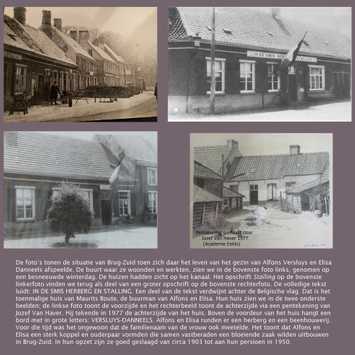 IN DE SMIS HERBERG
De foto's tonen de situatie van Brug-Zuid toen zich daar het leven van het gezin van Alfons Versluys en Elisa
Danneels afspeelde. De buurt waar ze woonden en werkten, zien we in de bovenste foto links, genomen op
een besneeuwde winterdag. De huizen hadden zicht op het kanaal. Het opschrift Stalling op de bovenste
linkerfoto vinden we terug als deel van een groter opschrift op de bovenste rechterfoto. De volledige tekst
luidt: IN DE SMIS HERBERG EN STALLING. Een deel van de tekst verdwijnt achter de Belgische vlag. Dat is het
toenmalige huis van Maurits Route, de buurman van Alfons en Elisa. Hun huis zien we in de twee onderste
beelden: de linkse foto toont de voorzijde en het rechterbeeld toont de achterzijde via een pentekening van
Jozef Van Haver. Hij tekende in 1977 de achterzijde van het huis. Boven de voordeur van het huis hangt een
bord met in grote letters: VERSLUYS-DANNEELS. Alfons en Elisa runden er een herberg en een beenhouwerij.
Voor die tijd was het ongewoon dat de familienaam van de vrouw ook meetelde. Het toont dat Alfons en
Elisa een sterk koppel en ouderpaar vormden die samen vastberaden een bloeiende zaak wilden uitbouwen
in Brug-Zuid. In hun opzet zijn ze goed geslaagd van circa 1903 tot aan hun pensioen in 1950.